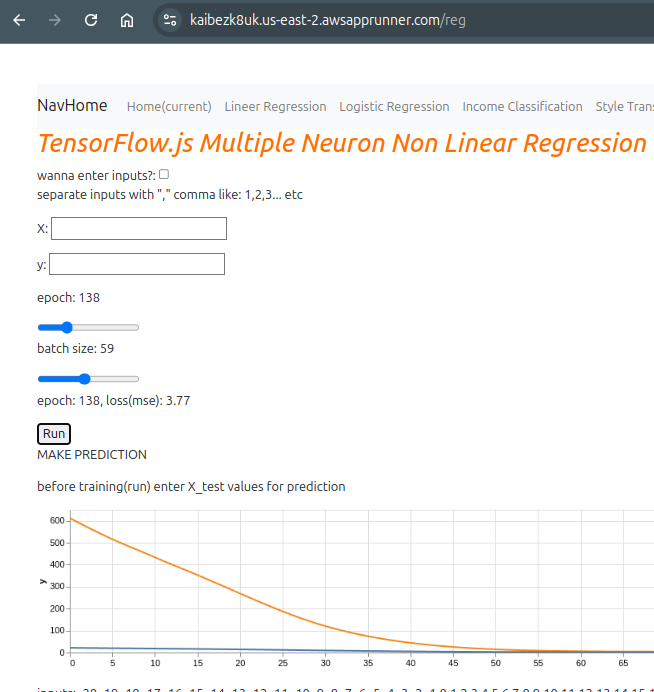 kaibezk8uk.us-east-2.awsapprunner.com/reg
NavHome Home(current) Lineer Regression Logistic Regression Income Classification Style Trans
TensorFlow.js Multiple Neuron Non Linear Regression
wanna enter inputs?:
separate inputs with "," comma like: 1,2,3... etc
X:
y:
epoch: 138
batch size: 59
epoch: 138, loss(mse): 3.77
Run
MAKE PREDICTION
before training(run) enter X_test values for prediction
600
500
400
300
200
100
0
y
0 5 10 15 20 25 30 35 40 45 50 55 60 65